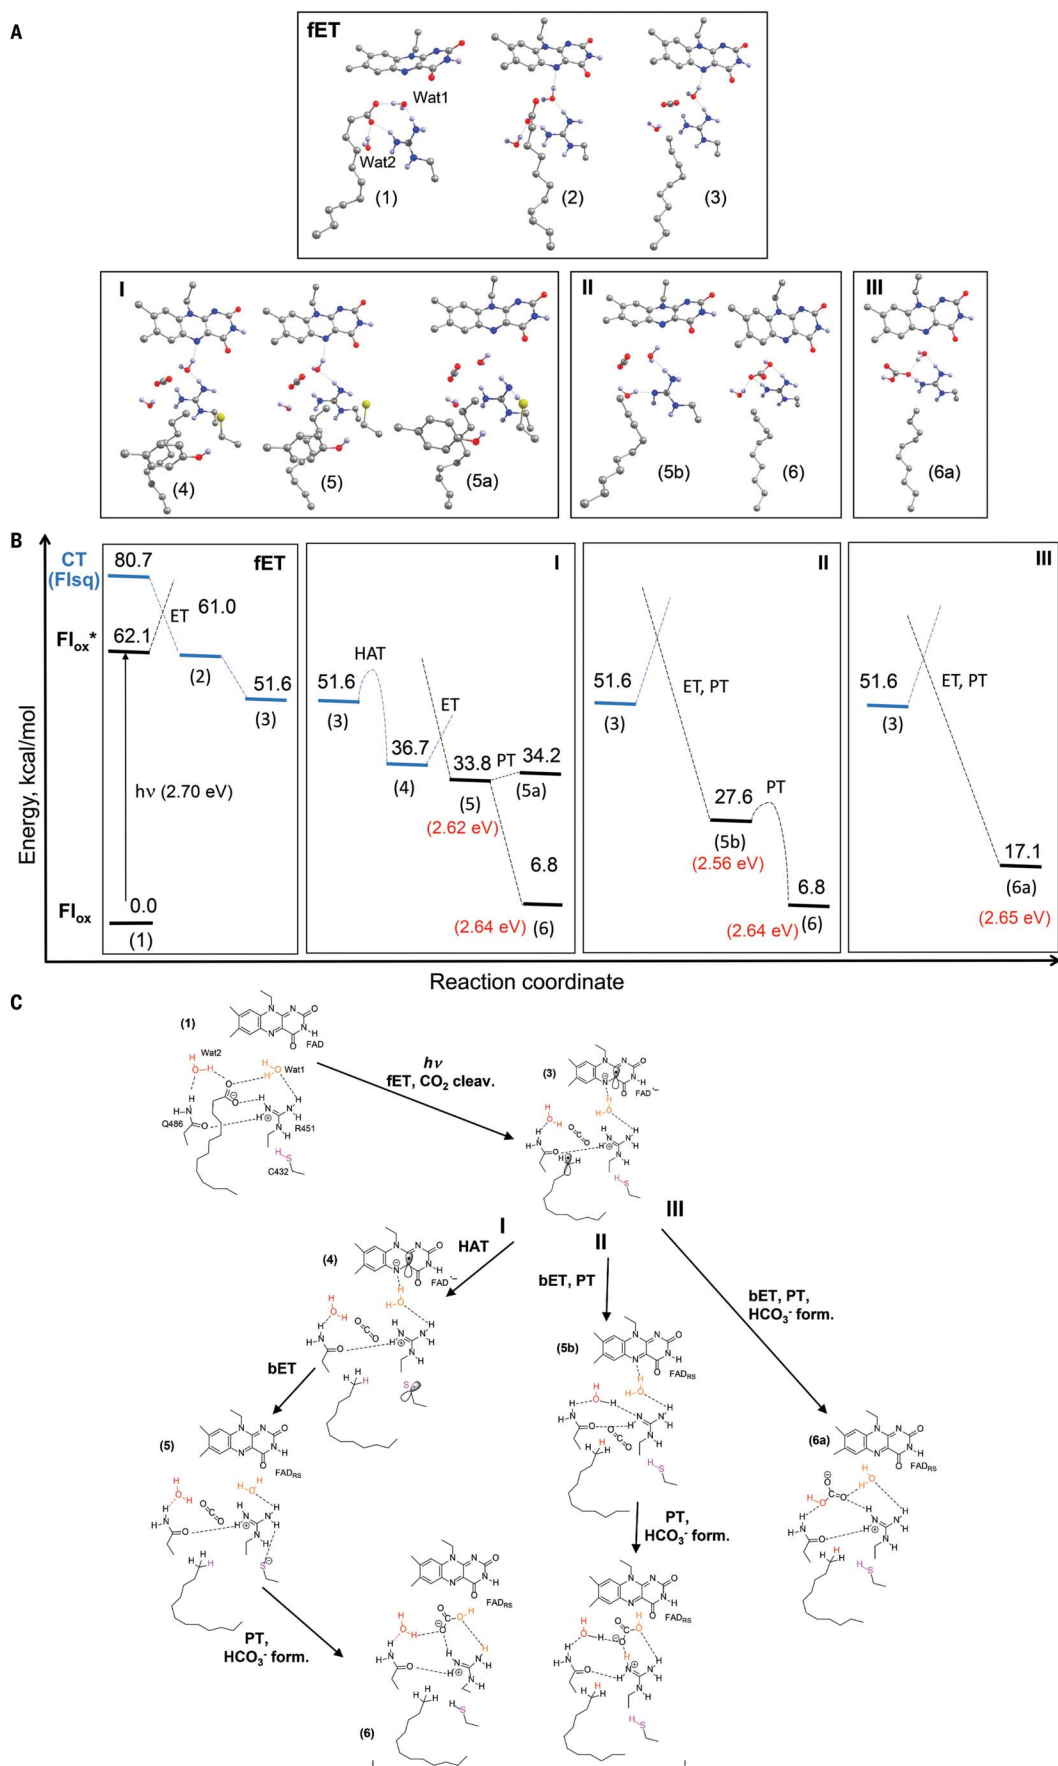 A
fET
Wat1
Wat2
(1)
(2)
(3)
I
II
III
(4)
(5)
(5a)
(5b)
(6)
(6a)
B
Energy, kcal/mol
CT
(Flsq)
80.7
fET
ET
61.0
Flox*
62.1
(2)
51.6
(3)
hν (2.70 eV)
Flox
0.0
(1)
I
HAT
51.6
(3)
ET
36.7
(4)
33.8
PT
34.2
(5)
(5a)
(2.62 eV)
6.8
(2.64 eV)
(6)
II
51.6
(3)
ET, PT
27.6
PT
(5b)
(2.56 eV)
6.8
(2.64 eV)
(6)
III
51.6
(3)
ET, PT
17.1
(6a)
(2.65 eV)
Reaction coordinate
C
(1)
FAD
Wat2
Wat1
Q486
R451
C432
hν
fET, CO2 cleav.
(3)
FAD•−
I
HAT
II
bET, PT
III
bET, PT,
HCO3- form.
(4)
FAD•−
bET
(5b)
FADRS
(5)
FADRS
(6a)
FADRS
PT,
HCO3- form.
PT,
HCO3- form.
FADRS
FADRS
(6)